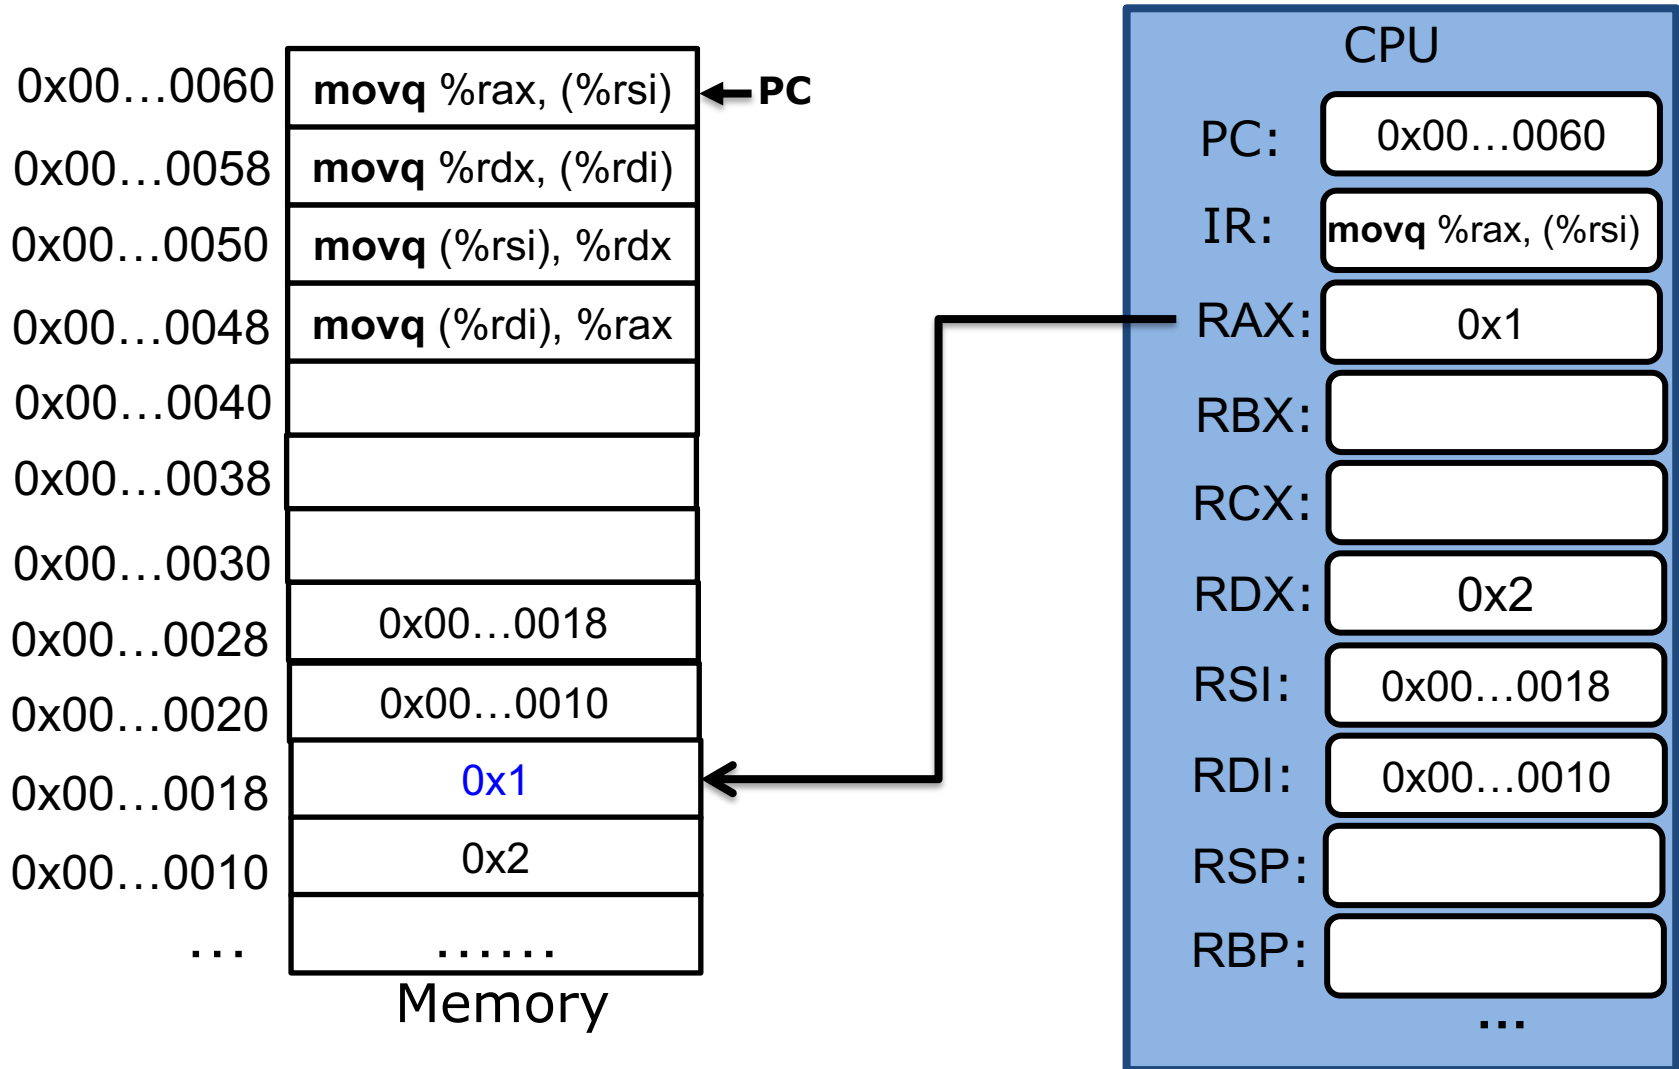 0x00…0060 movq %rax, (%rsi) PC
0x00…0058 movq %rdx, (%rdi)
0x00…0050 movq (%rsi), %rdx
0x00…0048 movq (%rdi), %rax
0x00…0040
0x00…0038
0x00…0030
0x00…0028 0x00…0018
0x00…0020 0x00…0010
0x00…0018 0x1
0x00…0010 0x2
… ……
Memory
CPU
PC: 0x00…0060
IR: movq %rax, (%rsi)
RAX: 0x1
RBX:
RCX:
RDX: 0x2
RSI: 0x00…0018
RDI: 0x00…0010
RSP:
RBP:
…